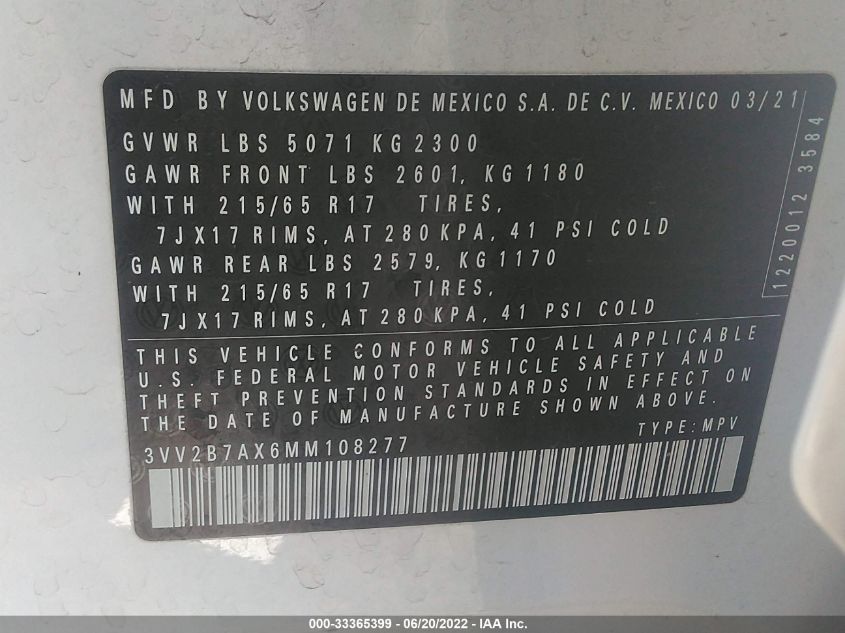 MFD BY VOLKSWAGEN DE MEXICO S.A. DE C.V. MEXICO 03/21
GVWR LBS 5071 KG 2300
GAWR FRONT LBS 2601, KG 1180
WITH 215/65 R17 TIRES,
7JX17 RIMS, AT 280 KPA, 41 PSI COLD
GAWR REAR LBS 2579, KG 1170
WITH 215/65 R17 TIRES,
7JX17 RIMS, AT 280 KPA, 41 PSI COLD
1220012 3584
THIS VEHICLE CONFORMS TO ALL APPLICABLE
U.S. FEDERAL MOTOR VEHICLE SAFETY AND
THEFT PREVENTION STANDARDS IN EFFECT ON
THE DATE OF MANUFACTURE SHOWN ABOVE.
TYPE: MPV
3VV2B7AX6MM108277
000-33365399 - 06/20/2022 - IAA Inc.